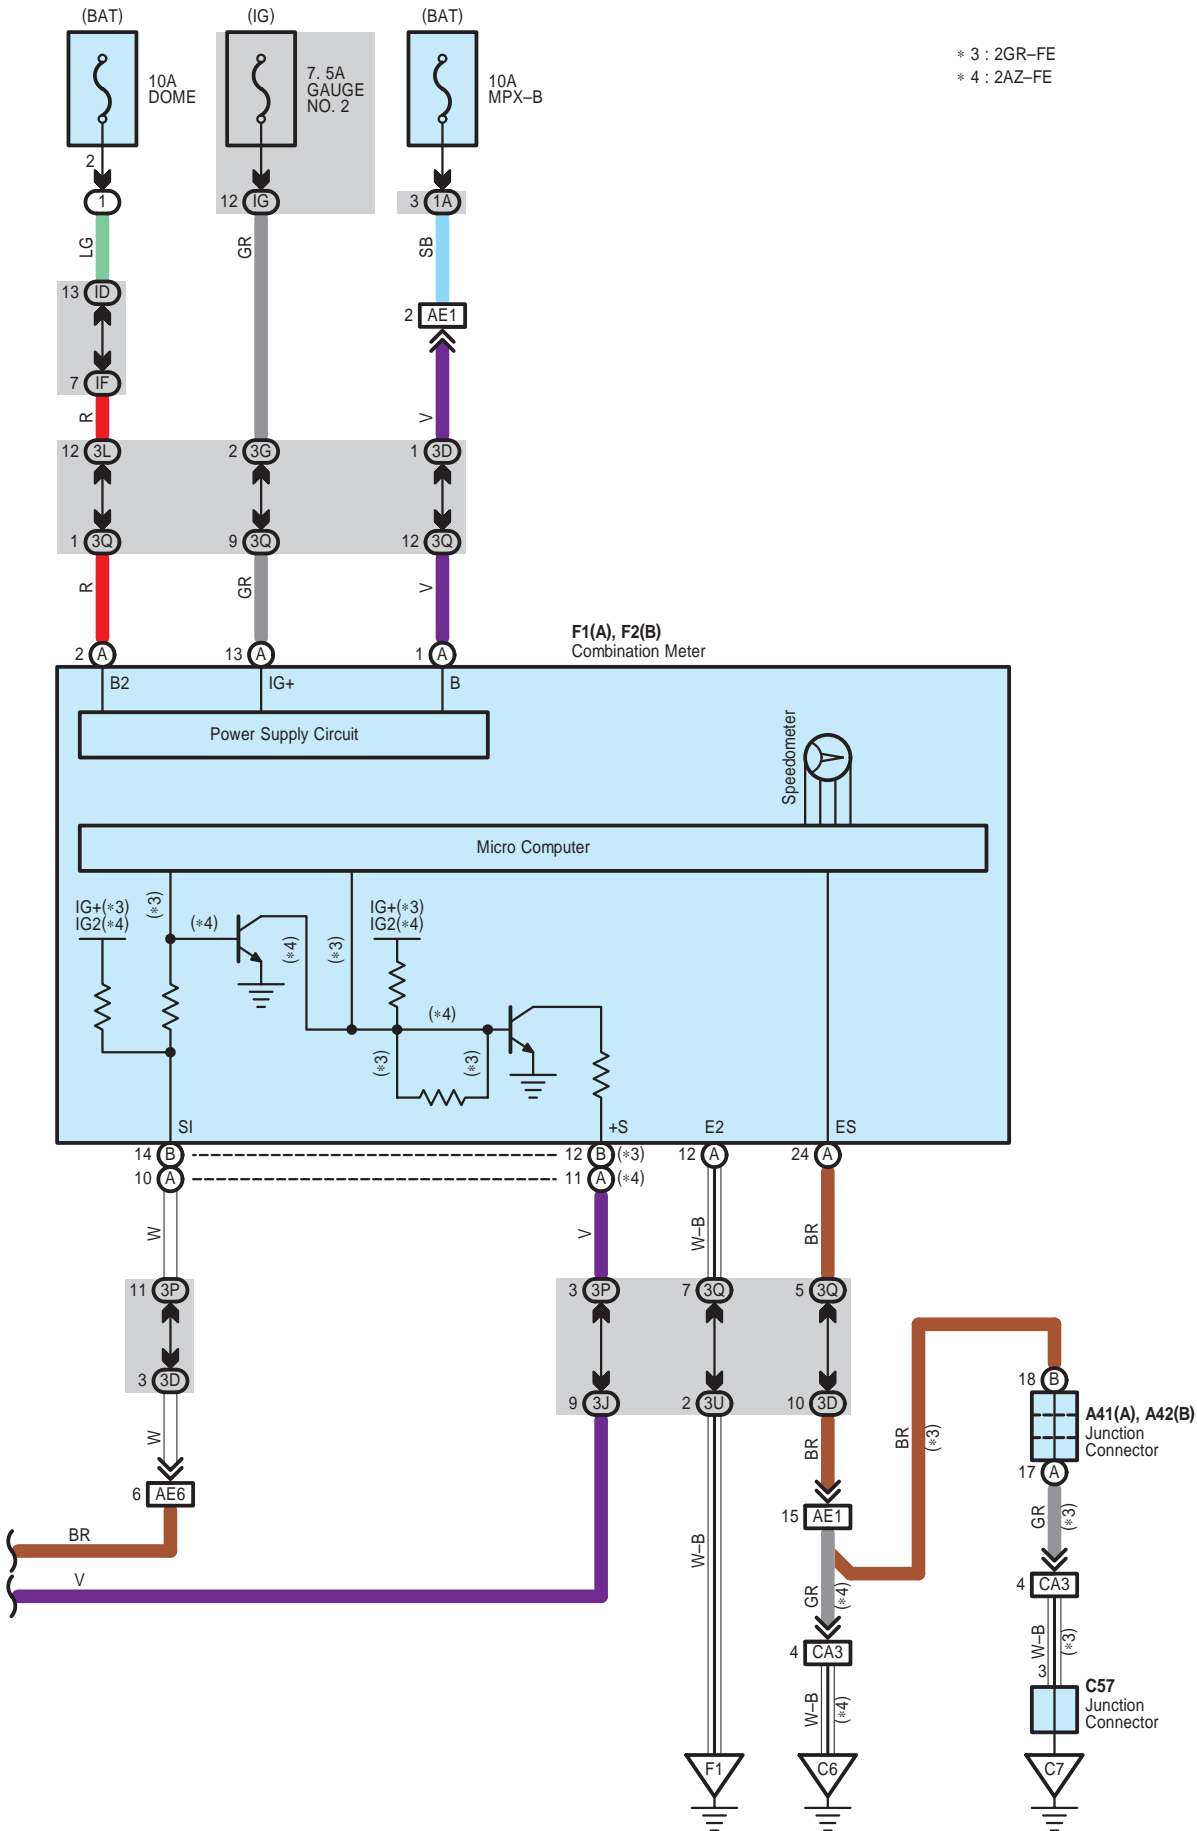 (BAT)
(IG)
(BAT)
∗ 3 : 2GR–FE
∗ 4 : 2AZ–FE
10A
DOME
7. 5A
GAUGE
NO. 2
10A
MPX–B
2
1
12 IG
3 1A
LG
GR
SB
13 ID
2 AE1
7 IF
R
V
12 3L
2 3G
1 3D
1 3Q
9 3Q
12 3Q
R
GR
V
F1(A), F2(B)
Combination Meter
2 A
13 A
1 A
B2
IG+
B
Power Supply Circuit
Speedometer
Micro Computer
IG+(∗3)
IG2(∗4)
(∗3)
(∗4)
(∗4)
(∗3)
IG+(∗3)
IG2(∗4)
(∗4)
(∗3)
(∗3)
SI
+S
E2
ES
14 B
12 B (∗3)
12 A
24 A
10 A
11 A (∗4)
W
V
W–B
BR
11 3P
3 3P
7 3Q
5 3Q
3 3D
9 3J
2 3U
10 3D
18 B
A41(A), A42(B)
Junction
Connector
17 A
W
BR
BR
(∗3)
6 AE6
15 AE1
GR
(∗3)
BR
V
W–B
GR
(∗4)
4 CA3
4 CA3
W–B
(∗3)
3
C57
Junction
Connector
W–B
(∗4)
F1
C6
C7